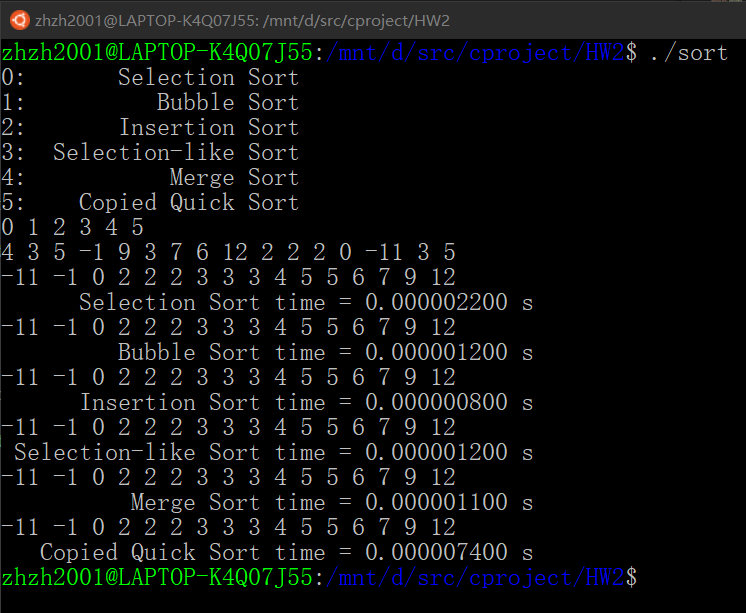 zhzh2001@LAPTOP-K4Q07J55: /mnt/d/src/cproject/HW2
zhzh2001@LAPTOP-K4Q07J55:/mnt/d/src/cproject/HW2$ ./sort
0:       Selection Sort
1:          Bubble Sort
2:       Insertion Sort
3:  Selection-like Sort
4:           Merge Sort
5:    Copied Quick Sort
0 1 2 3 4 5
4 3 5 -1 9 3 7 6 12 2 2 2 0 -11 3 5
-11 -1 0 2 2 2 3 3 3 4 5 5 6 7 9 12
      Selection Sort time = 0.000002200 s
-11 -1 0 2 2 2 3 3 3 4 5 5 6 7 9 12
         Bubble Sort time = 0.000001200 s
-11 -1 0 2 2 2 3 3 3 4 5 5 6 7 9 12
      Insertion Sort time = 0.000000800 s
-11 -1 0 2 2 2 3 3 3 4 5 5 6 7 9 12
 Selection-like Sort time = 0.000001200 s
-11 -1 0 2 2 2 3 3 3 4 5 5 6 7 9 12
          Merge Sort time = 0.000001100 s
-11 -1 0 2 2 2 3 3 3 4 5 5 6 7 9 12
   Copied Quick Sort time = 0.000007400 s
zhzh2001@LAPTOP-K4Q07J55:/mnt/d/src/cproject/HW2$